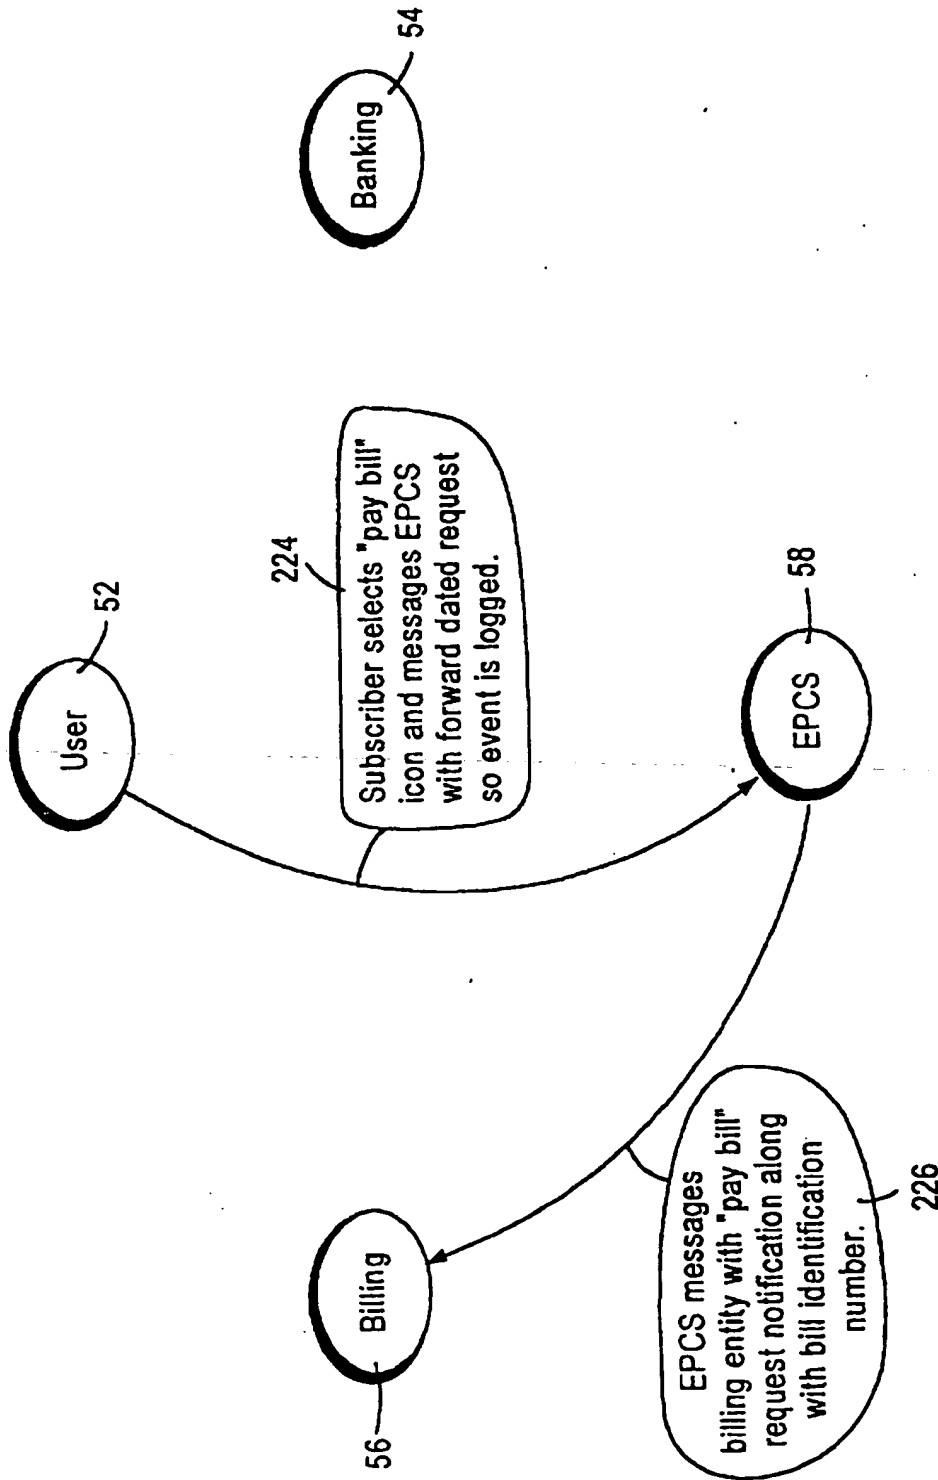 User
52
224
Subscriber selects "pay bill"
icon and messages EPCS
with forward dated request
so event is logged.
Billing
56
Banking
54
EPCS messages
billing entity with "pay bill"
request notification along
with bill identification
number.
226
EPCS
58